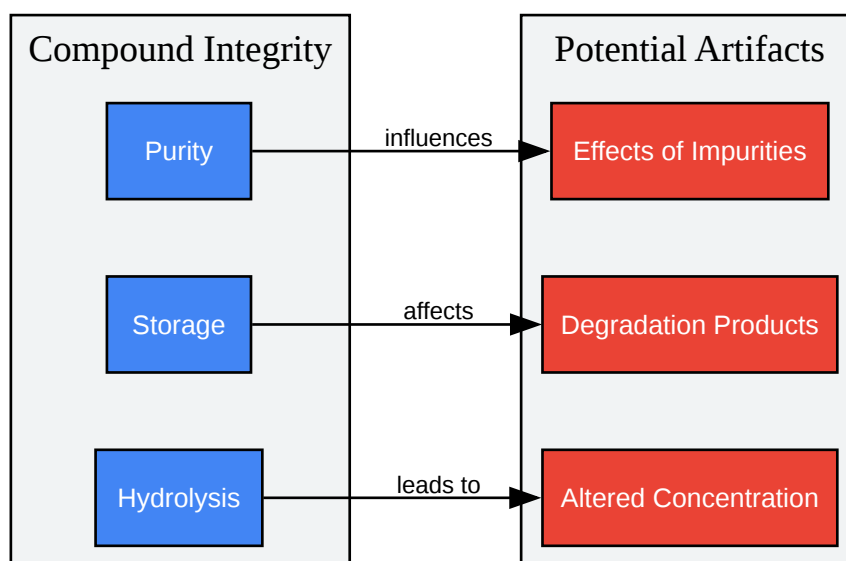 Compound Integrity
Potential Artifacts
Purity
influences
Effects of Impurities
Storage
affects
Degradation Products
Hydrolysis
leads to
Altered Concentration